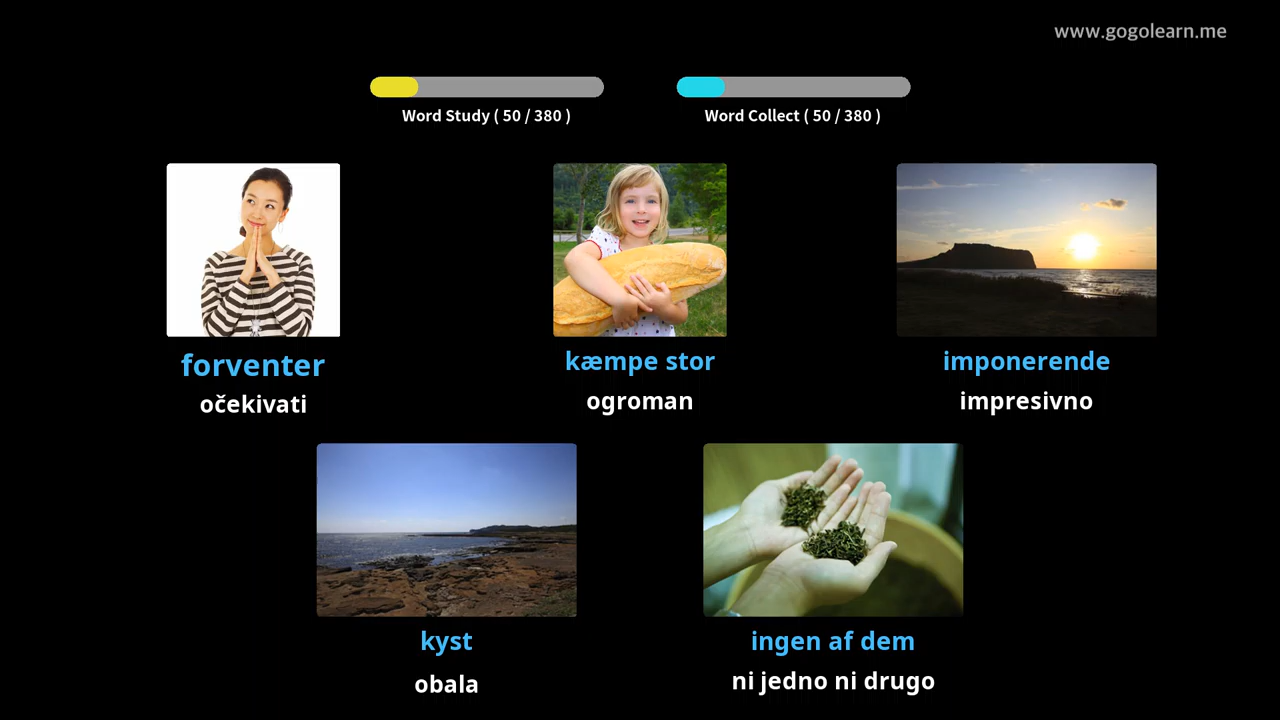 www.gogolearn.me
Word Study ( 50 / 380 )
Word Collect ( 50 / 380 )
forventer
očekivati
kæmpe stor
ogroman
imponerende
impresivno
kyst
obala
ingen af dem
ni jedno ni drugo